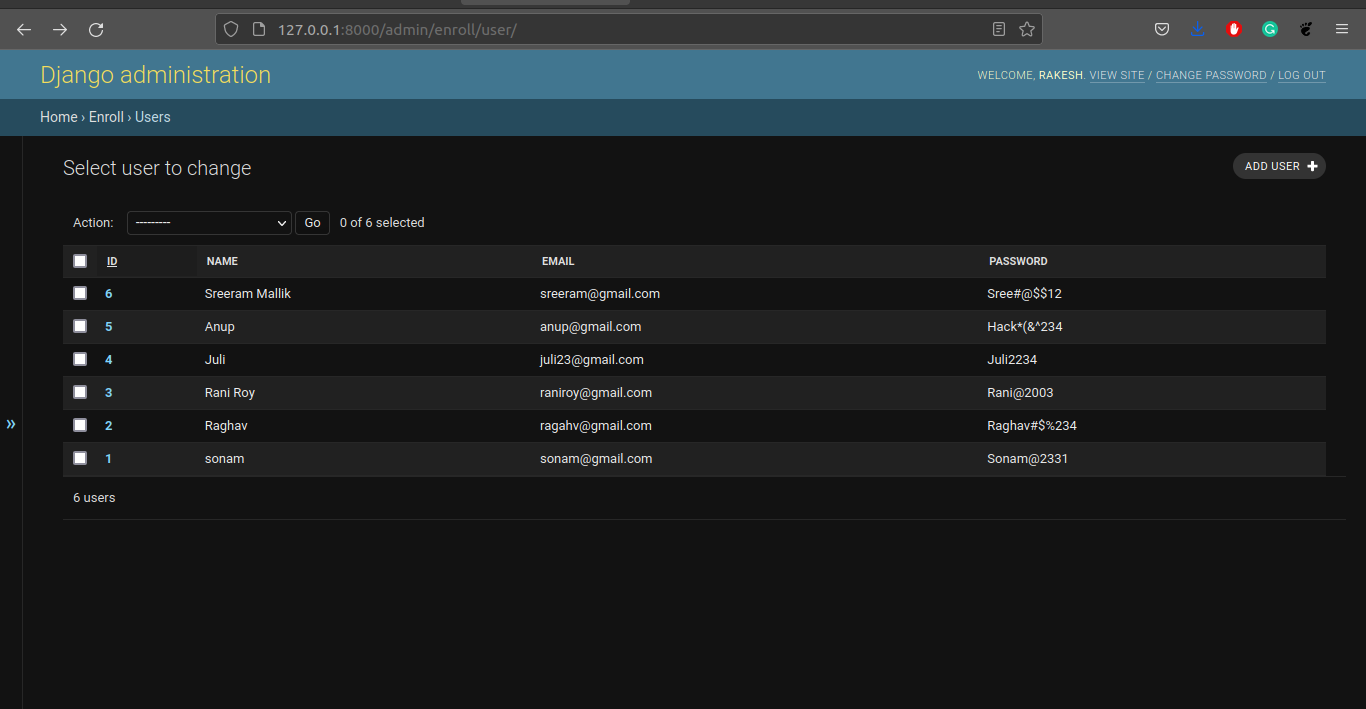 127.0.0.1:8000/admin/enroll/user/
Django administration
WELCOME, RAKESH. VIEW SITE / CHANGE PASSWORD / LOG OUT
Home › Enroll › Users
Select user to change
ADD USER +
Action: --------- Go 0 of 6 selected
ID NAME EMAIL PASSWORD
6 Sreeram Mallik sreeram@gmail.com Sree#@$$12
5 Anup anup@gmail.com Hack*(&^234
4 Juli juli23@gmail.com Juli2234
3 Rani Roy raniroy@gmail.com Rani@2003
»
2 Raghav ragahv@gmail.com Raghav#$%234
1 sonam sonam@gmail.com Sonam@2331
6 users